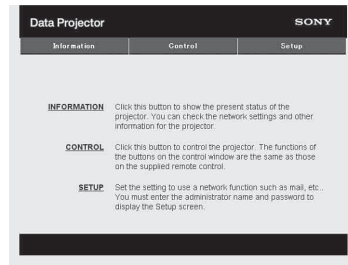 Data Projector
SONY
Information Control Setup
INFORMATION Click this button to show the present status of the
projector. You can check the network settings and other
information for the projector.
CONTROL Click this button to control the projector. The functions of
the buttons on the control window are the same as those
on the supplied remote control.
SETUP Set the setting to use a network function such as mail, etc..
You must enter the administrator name and password to
display the Setup screen.